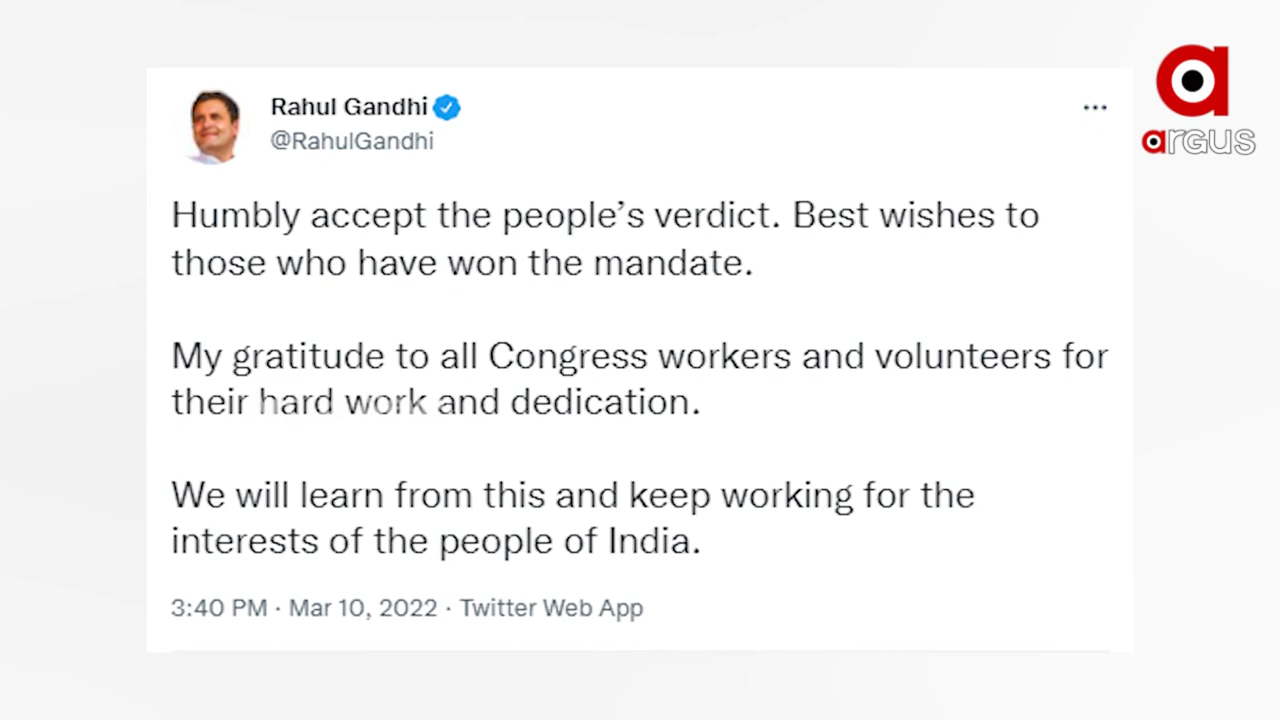 Rahul Gandhi
@RahulGandhi
Humbly accept the people’s verdict. Best wishes to
those who have won the mandate.
My gratitude to all Congress workers and volunteers for
their hard work and dedication.
We will learn from this and keep working for the
interests of the people of India.
3:40 PM · Mar 10, 2022 · Twitter Web App
argus